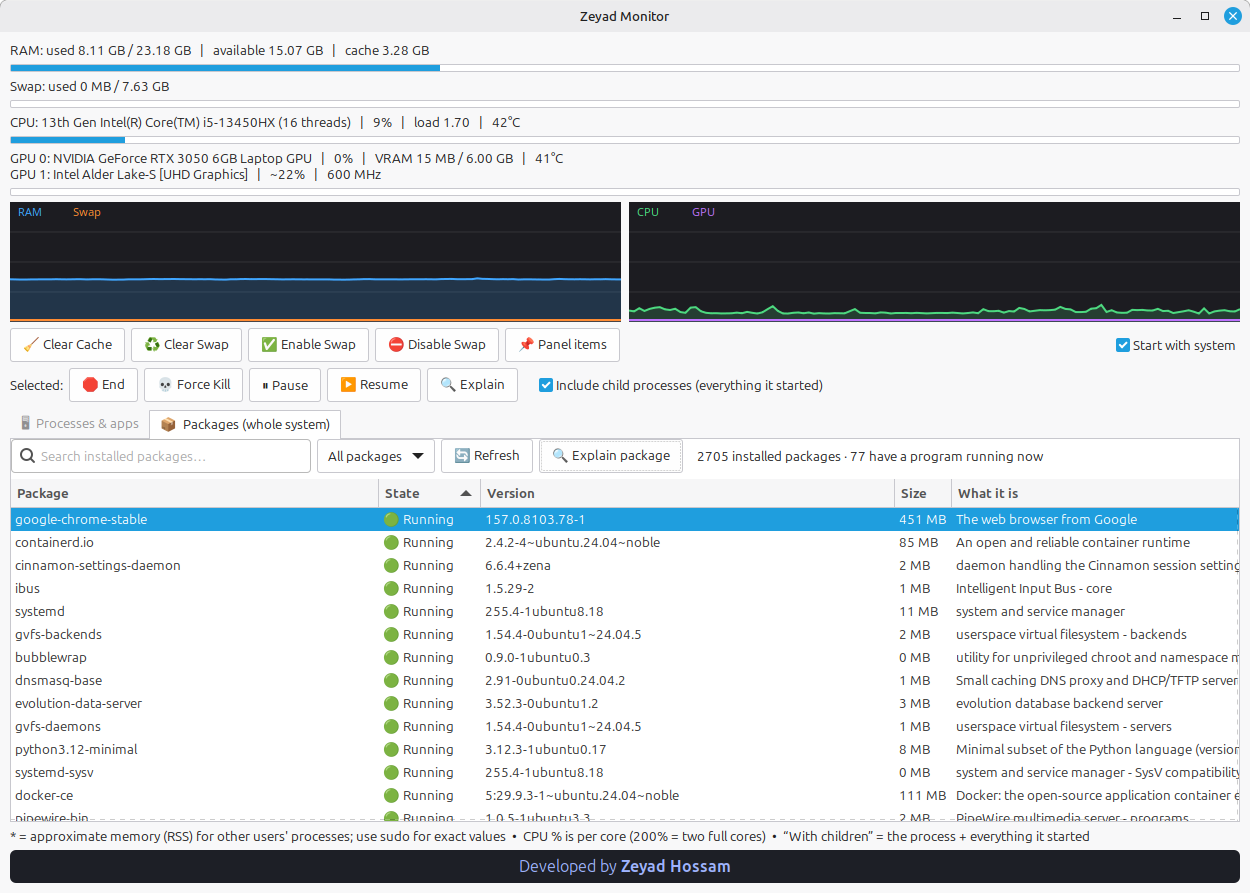 Zeyad Monitor
RAM: used 8.11 GB / 23.18 GB | available 15.07 GB | cache 3.28 GB
Swap: used 0 MB / 7.63 GB
CPU: 13th Gen Intel(R) Core(TM) i5-13450HX (16 threads) | 9% | load 1.70 | 42°C
GPU 0: NVIDIA GeForce RTX 3050 6GB Laptop GPU | 0% | VRAM 15 MB / 6.00 GB | 41°C
GPU 1: Intel Alder Lake-S [UHD Graphics] | ~22% | 600 MHz
RAM Swap CPU GPU
Clear Cache Clear Swap Enable Swap Disable Swap Panel items Start with system
Selected: End Force Kill Pause Resume Explain Include child processes (everything it started)
Processes & apps Packages (whole system)
Search installed packages... All packages Refresh Explain package 2705 installed packages · 77 have a program running now
Package State Version Size What it is
google-chrome-stable Running 157.0.8103.78-1 451 MB The web browser from Google
containerd.io Running 2.4.2-4~ubuntu.24.04~noble 85 MB An open and reliable container runtime
cinnamon-settings-daemon Running 6.6.4+zena 2 MB daemon handling the Cinnamon session setting
ibus Running 1.5.29-2 1 MB Intelligent Input Bus - core
systemd Running 255.4-1ubuntu8.18 11 MB system and service manager
gvfs-backends Running 1.54.4-0ubuntu1~24.04.5 2 MB userspace virtual filesystem - backends
bubblewrap Running 0.9.0-1ubuntu0.3 0 MB utility for unprivileged chroot and namespace
dnsmasq-base Running 2.91-0ubuntu0.24.04.2 1 MB Small caching DNS proxy and DHCP/TFTP server
evolution-data-server Running 3.52.3-0ubuntu1.2 3 MB evolution database backend server
gvfs-daemons Running 1.54.4-0ubuntu1~24.04.5 1 MB userspace virtual filesystem - servers
python3.12-minimal Running 3.12.3-1ubuntu0.17 8 MB Minimal subset of the Python language (version
systemd-sysv Running 255.4-1ubuntu8.18 0 MB system and service manager - SysV compatibility
docker-ce Running 5:29.9.3-1~ubuntu.24.04~noble 111 MB Docker: the open-source application container
pipewire-bin Running 1.0.5-1ubuntu3.3 2 MB PipeWire multimedia server - programs
* = approximate memory (RSS) for other users' processes; use sudo for exact values • CPU % is per core (200% = two full cores) • “With children” = the process + everything it started
Developed by Zeyad Hossam